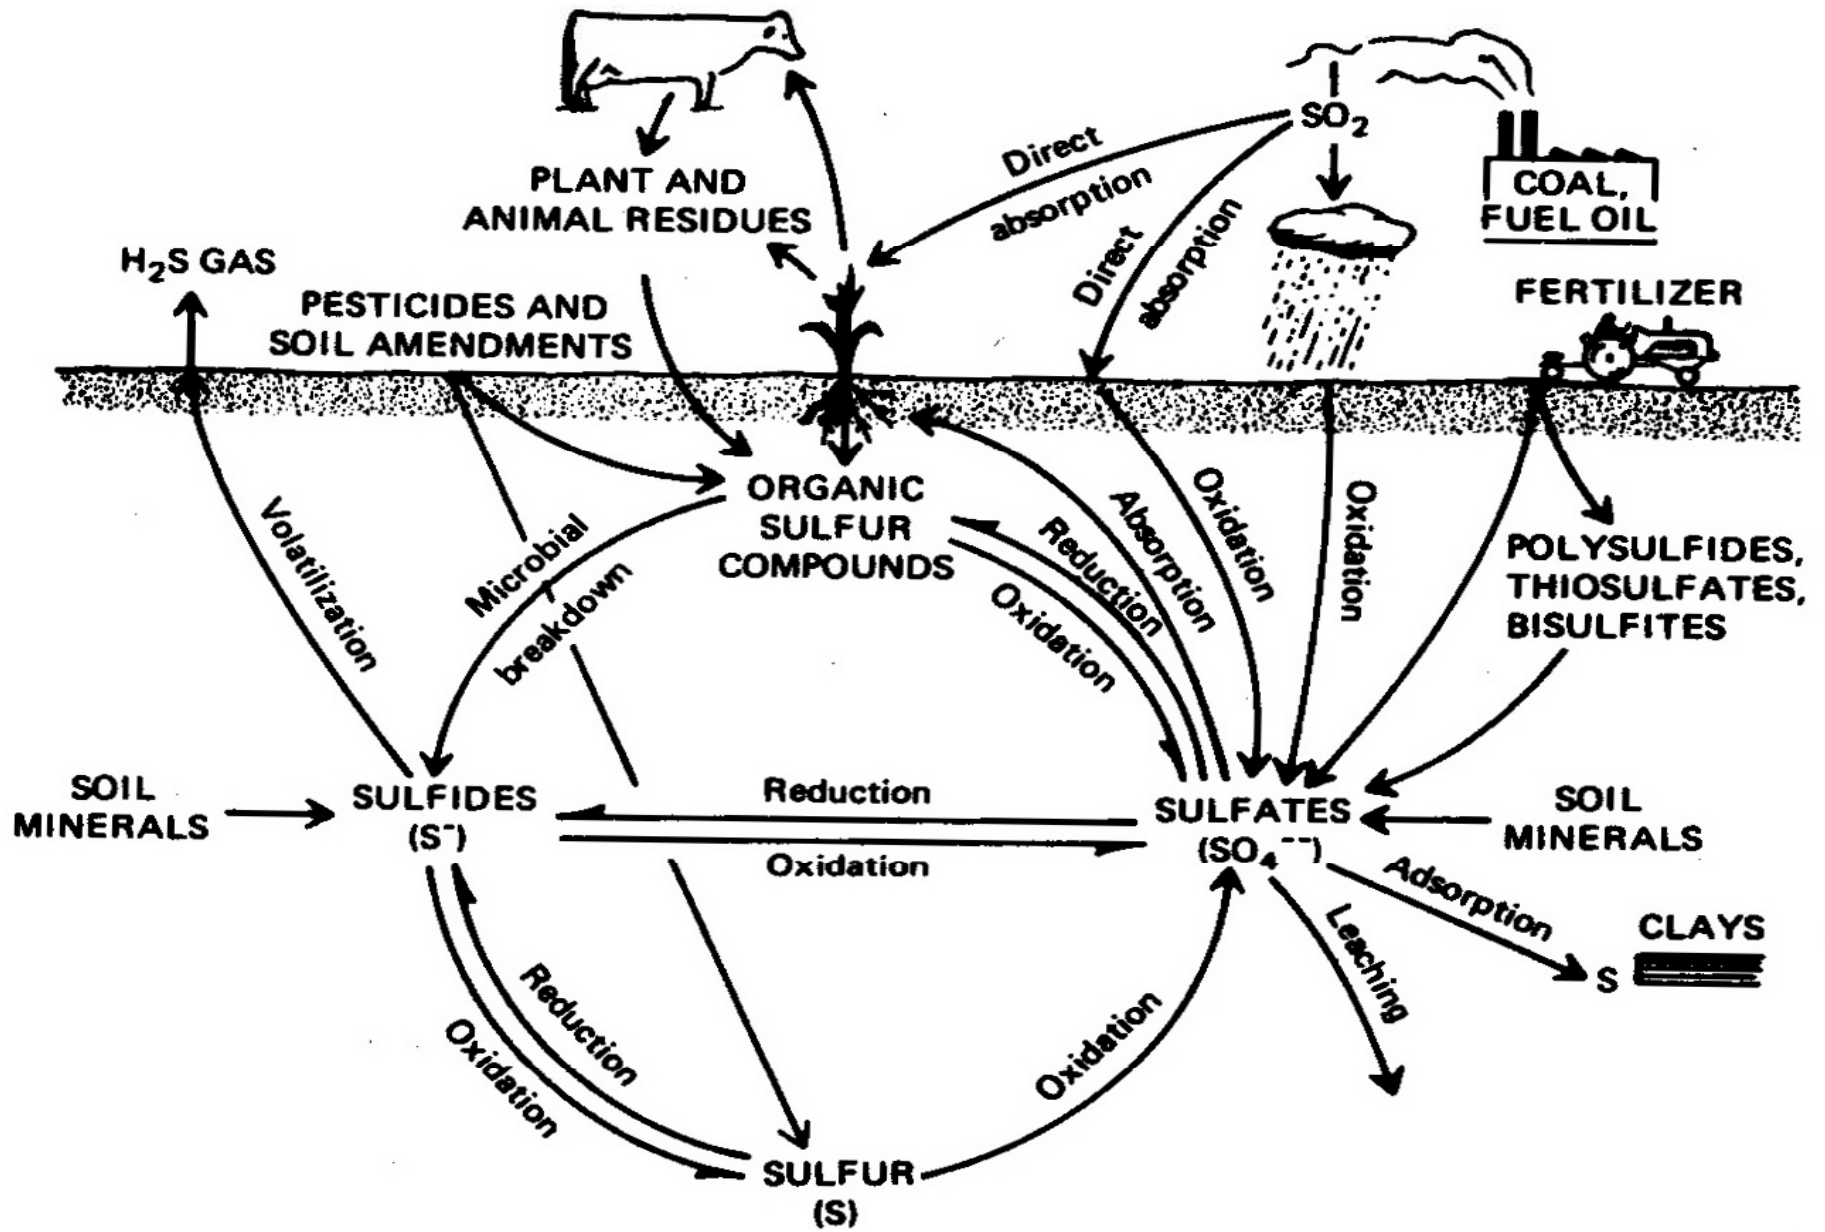 SO₂
COAL,
FUEL OIL
Direct
absorption
Direct
absorption
PLANT AND
ANIMAL RESIDUES
H₂S GAS
PESTICIDES AND
SOIL AMENDMENTS
FERTILIZER
ORGANIC
SULFUR
COMPOUNDS
Volatilization
Microbial
breakdown
Reduction
Oxidation
Absorption
Oxidation
Oxidation
POLYSULFIDES,
THIOSULFATES,
BISULFITES
SOIL
MINERALS
SULFIDES
(S⁻)
Reduction
Oxidation
SULFATES
(SO₄⁻⁻)
SOIL
MINERALS
Adsorption
S
CLAYS
Leaching
Reduction
Oxidation
Oxidation
SULFUR
(S)